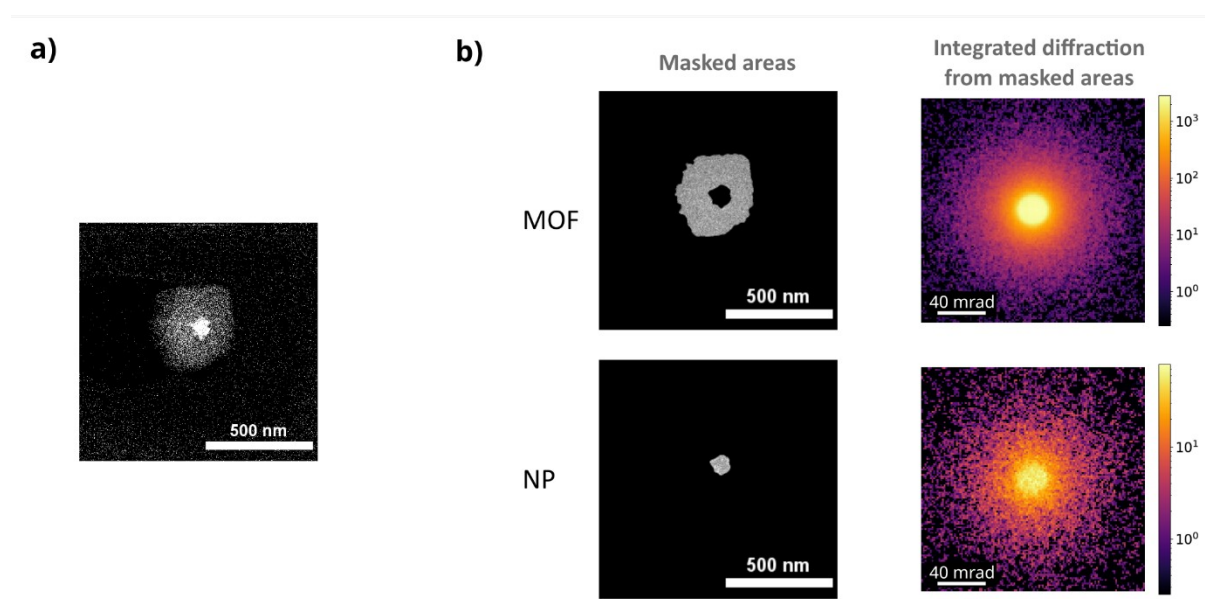 a)
500 nm
b)
Masked areas
Integrated diffraction
from masked areas
MOF
500 nm
40 mrad
10³
10²
10¹
10⁰
NP
500 nm
40 mrad
10¹
10⁰